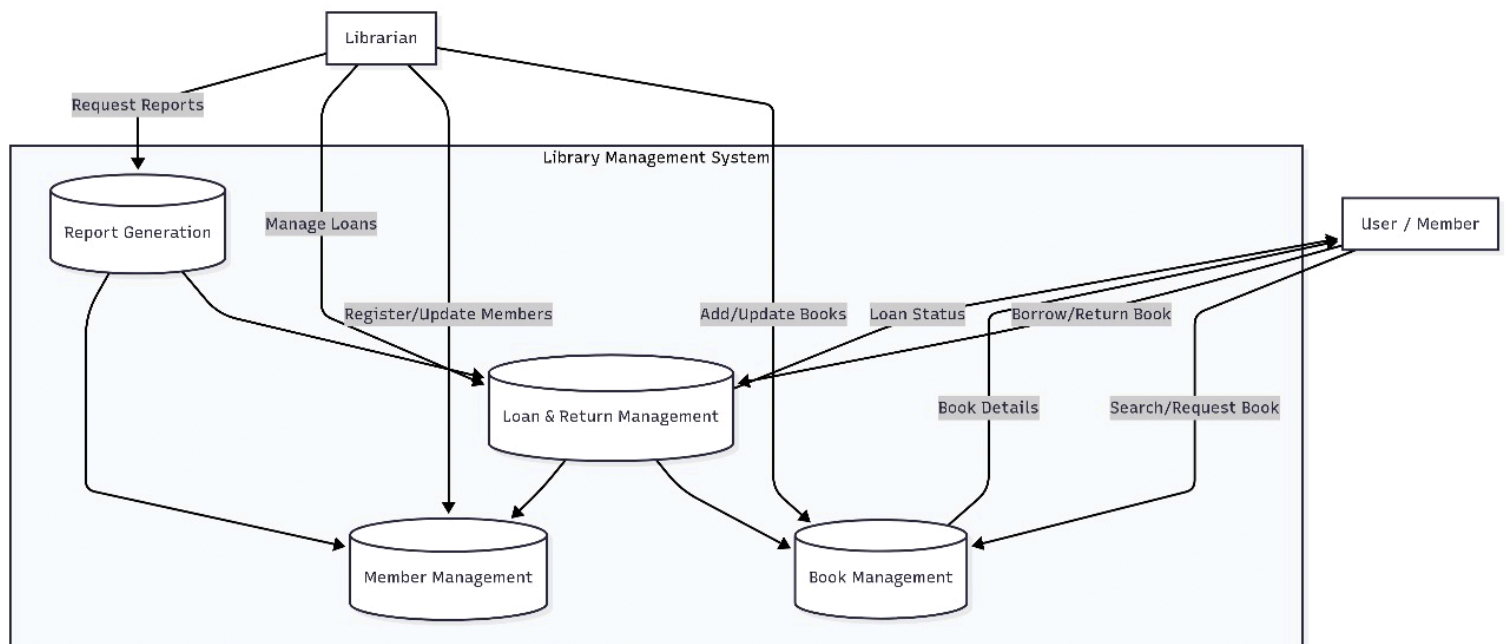 Librarian
Request Reports
Library Management System
User / Member
Report Generation
Manage Loans
Register/Update Members
Add/Update Books
Loan Status
Borrow/Return Book
Loan & Return Management
Book Details
Search/Request Book
Member Management
Book Management